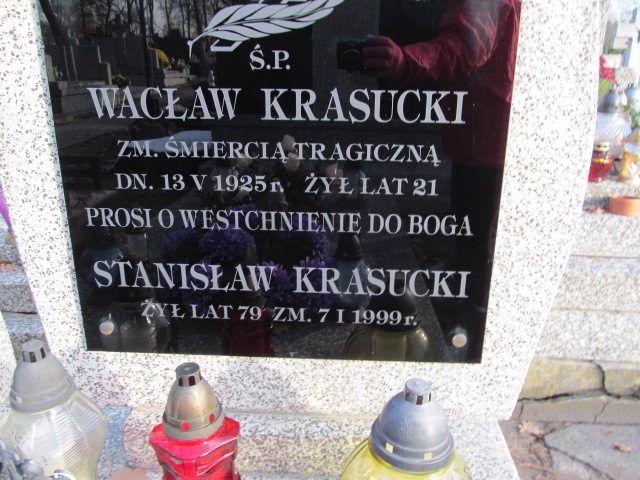 Ś.P.
WACŁAW KRASUCKI
ZM. ŚMIERCIĄ TRAGICZNĄ
DN. 13 V 1925 r. ŻYŁ LAT 21
PROSI O WESTCHNIENIE DO BOGA
STANISŁAW KRASUCKI
ŻYŁ LAT 79 ZM. 7 I 1999 r.